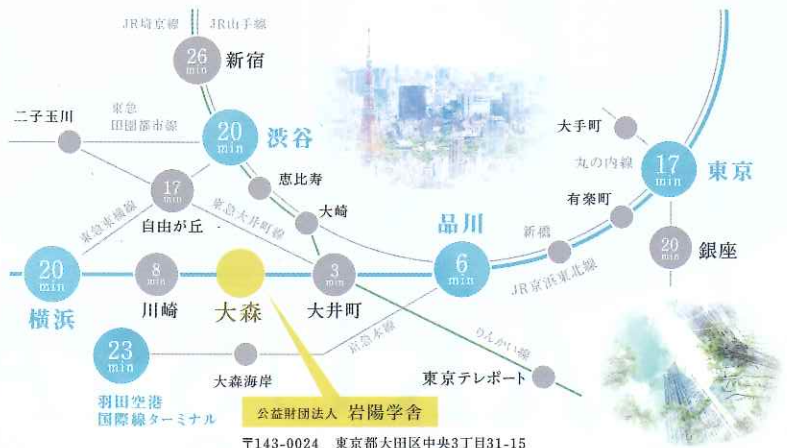 JR埼京線
JR山手線
26
min
新宿
二子玉川
東急
田園都市線
20
min
渋谷
大手町
丸の内線
17
min
東京
恵比寿
17
min
自由が丘
東急東横線
東急大井町線
大崎
有楽町
新橋
品川
6
min
20
min
銀座
JR京浜東北線
20
min
横浜
8
min
川崎
大森
3
min
大井町
23
min
羽田空港
国際線ターミナル
大森海岸
京急本線
りんかい線
東京テレポート
公益財団法人 岩陽学舎
〒143-0024 東京都大田区中央3丁目31-15